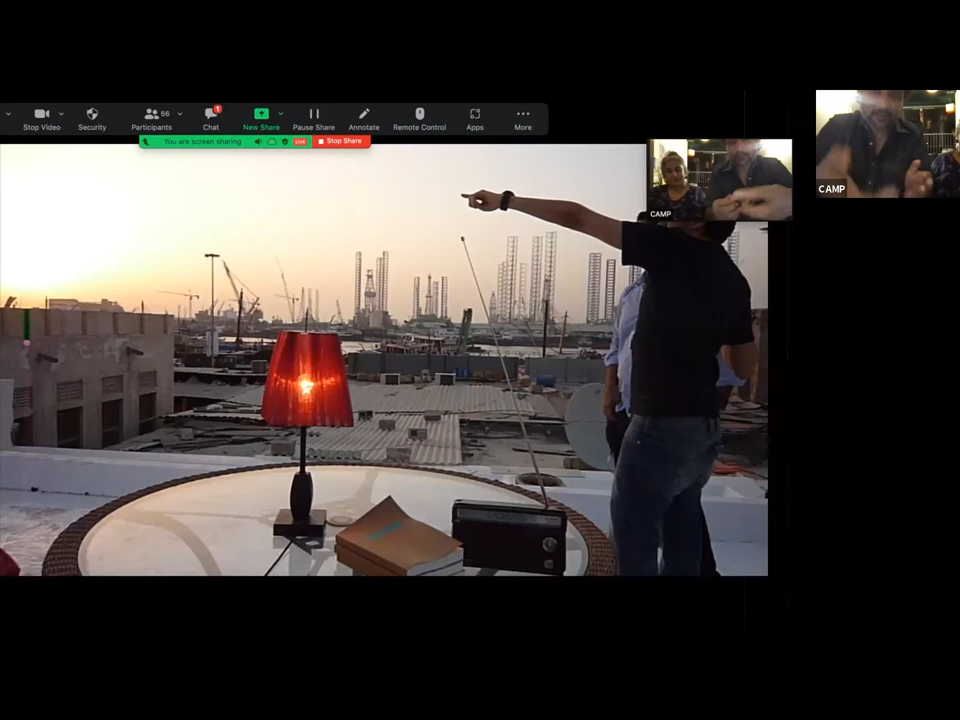 Stop Video
Security
Participants
66
Chat
1
New Share
Pause Share
Annotate
Remote Control
Apps
More
You are screen sharing
LIVE
Stop Share
CAMP
CAMP